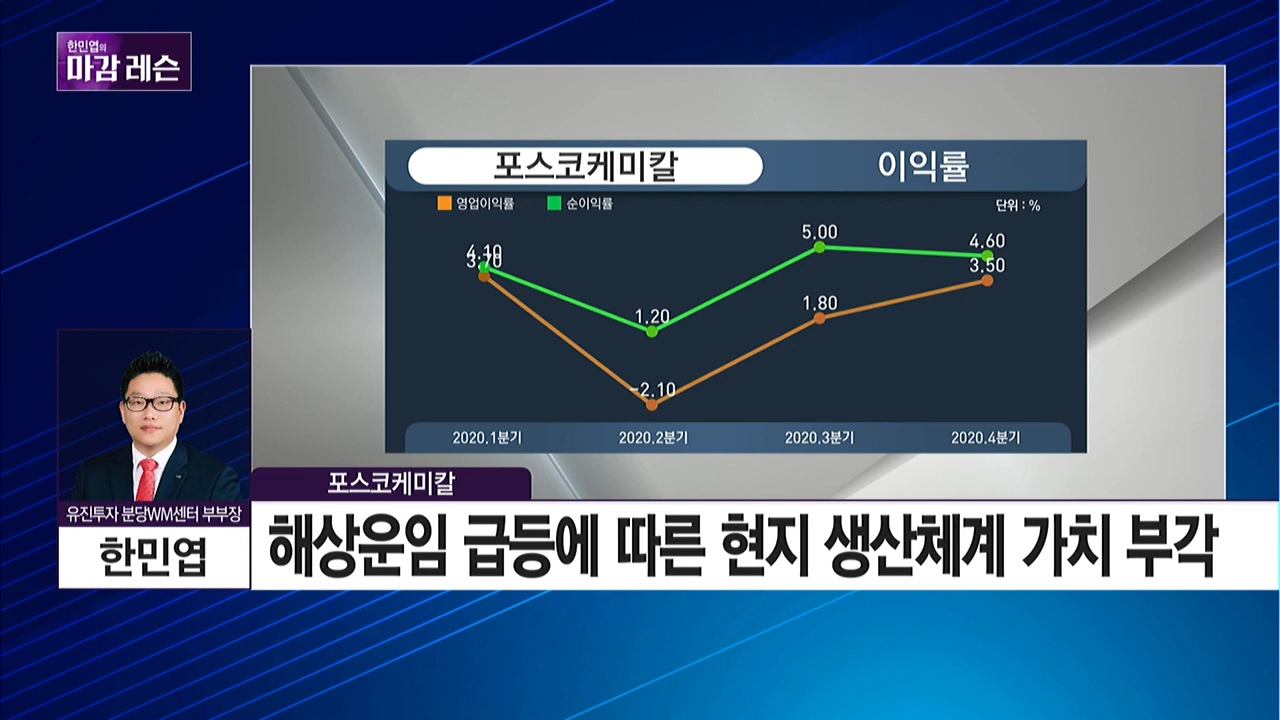 한민엽의
마감 레슨
포스코케미칼 이익률
영업이익률 순이익률 단위 : %
4.10 3.70
1.20
-2.10
5.00
1.80
4.60
3.50
2020.1분기 2020.2분기 2020.3분기 2020.4분기
포스코케미칼
유진투자 분당WM센터 부부장
한민엽
해상운임 급등에 따른 현지 생산체계 가치 부각